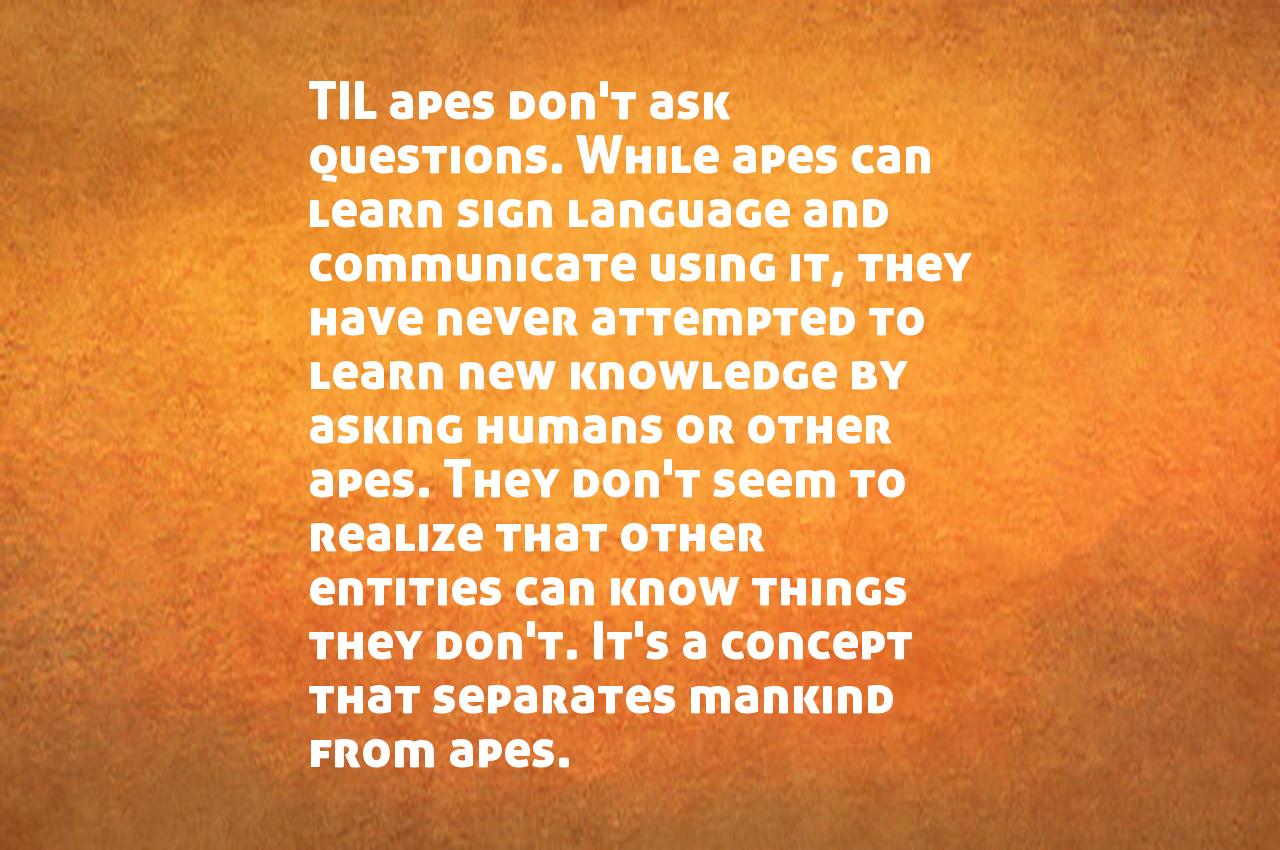 TIL apes don't ask
questions. While apes can
learn sign language and
communicate using it, they
have never attempted to
learn new knowledge by
asking humans or other
apes. They don't seem to
realize that other
entities can know things
they don't. It's a concept
that separates mankind
from apes.